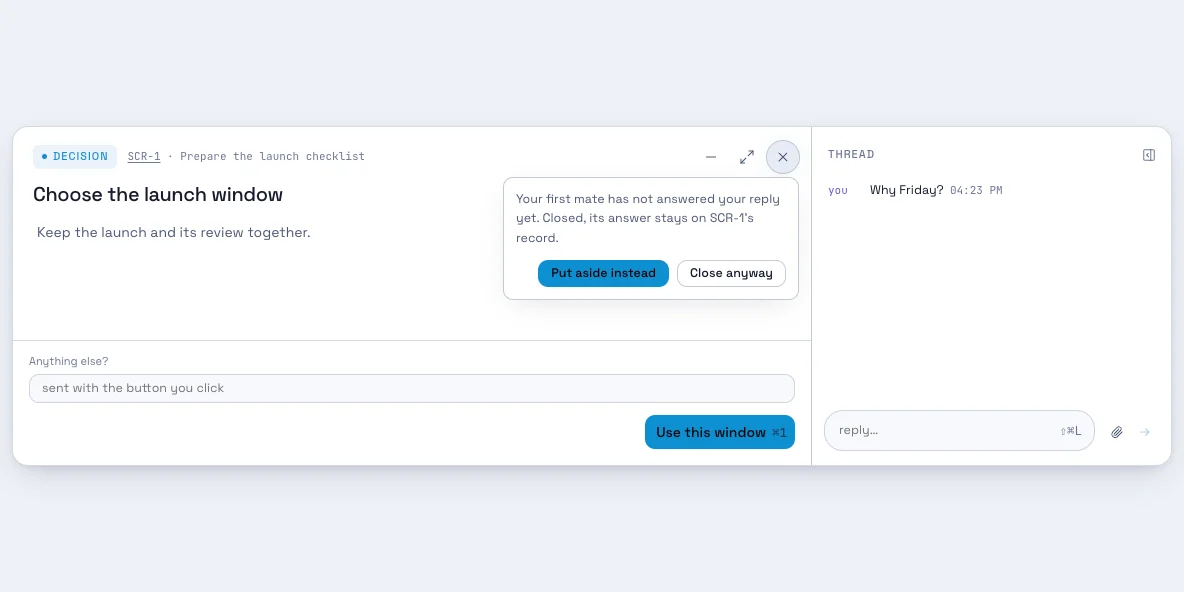 DECISION SCR-1 · Prepare the launch checklist
Choose the launch window
Keep the launch and its review together.
Your first mate has not answered your reply
yet. Closed, its answer stays on SCR-1's
record.
Put aside instead
Close anyway
Anything else?
sent with the button you click
Use this window ⌘1
THREAD
you Why Friday? 04:23 PM
reply… ⇧⌘L